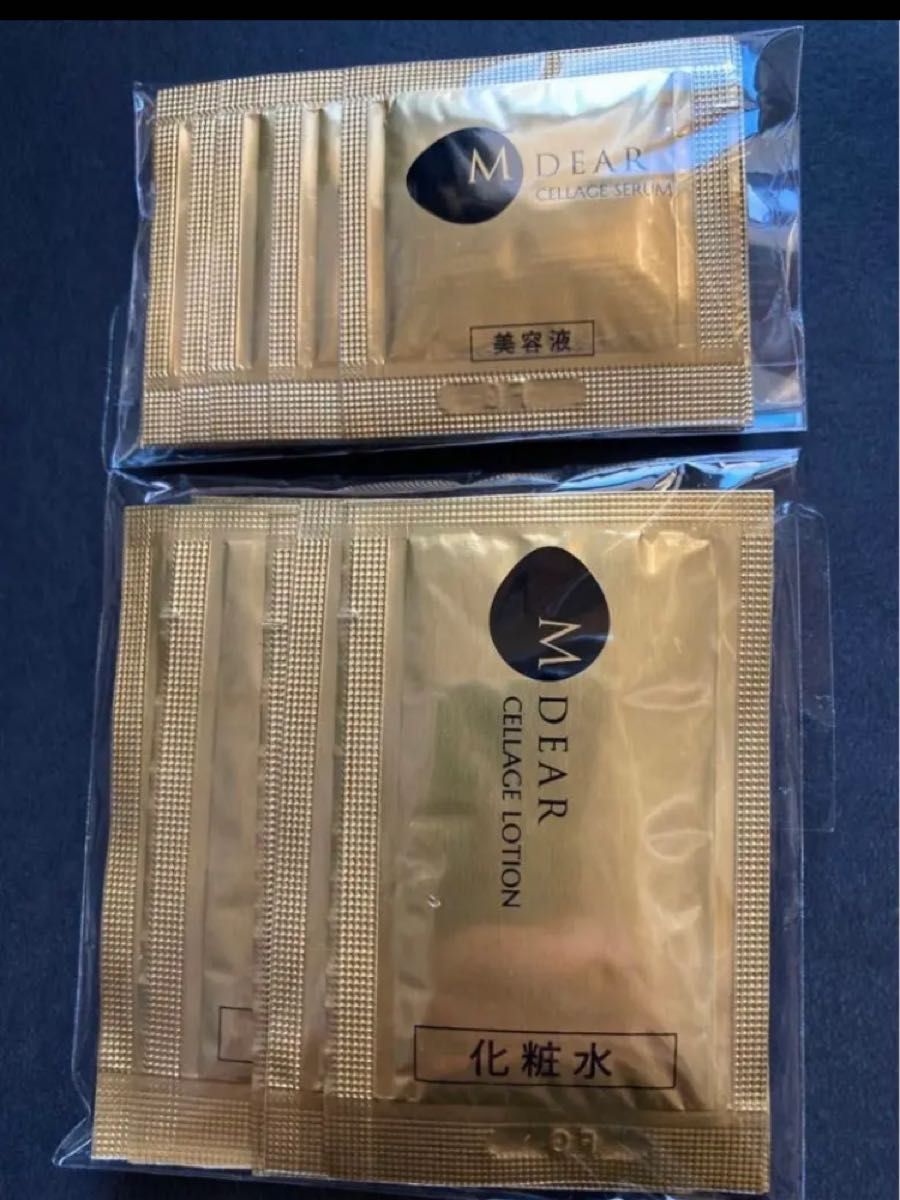 M DEAR
CELLAGE SERUM
美容液
M DEAR
CELLAGE LOTION
化粧水